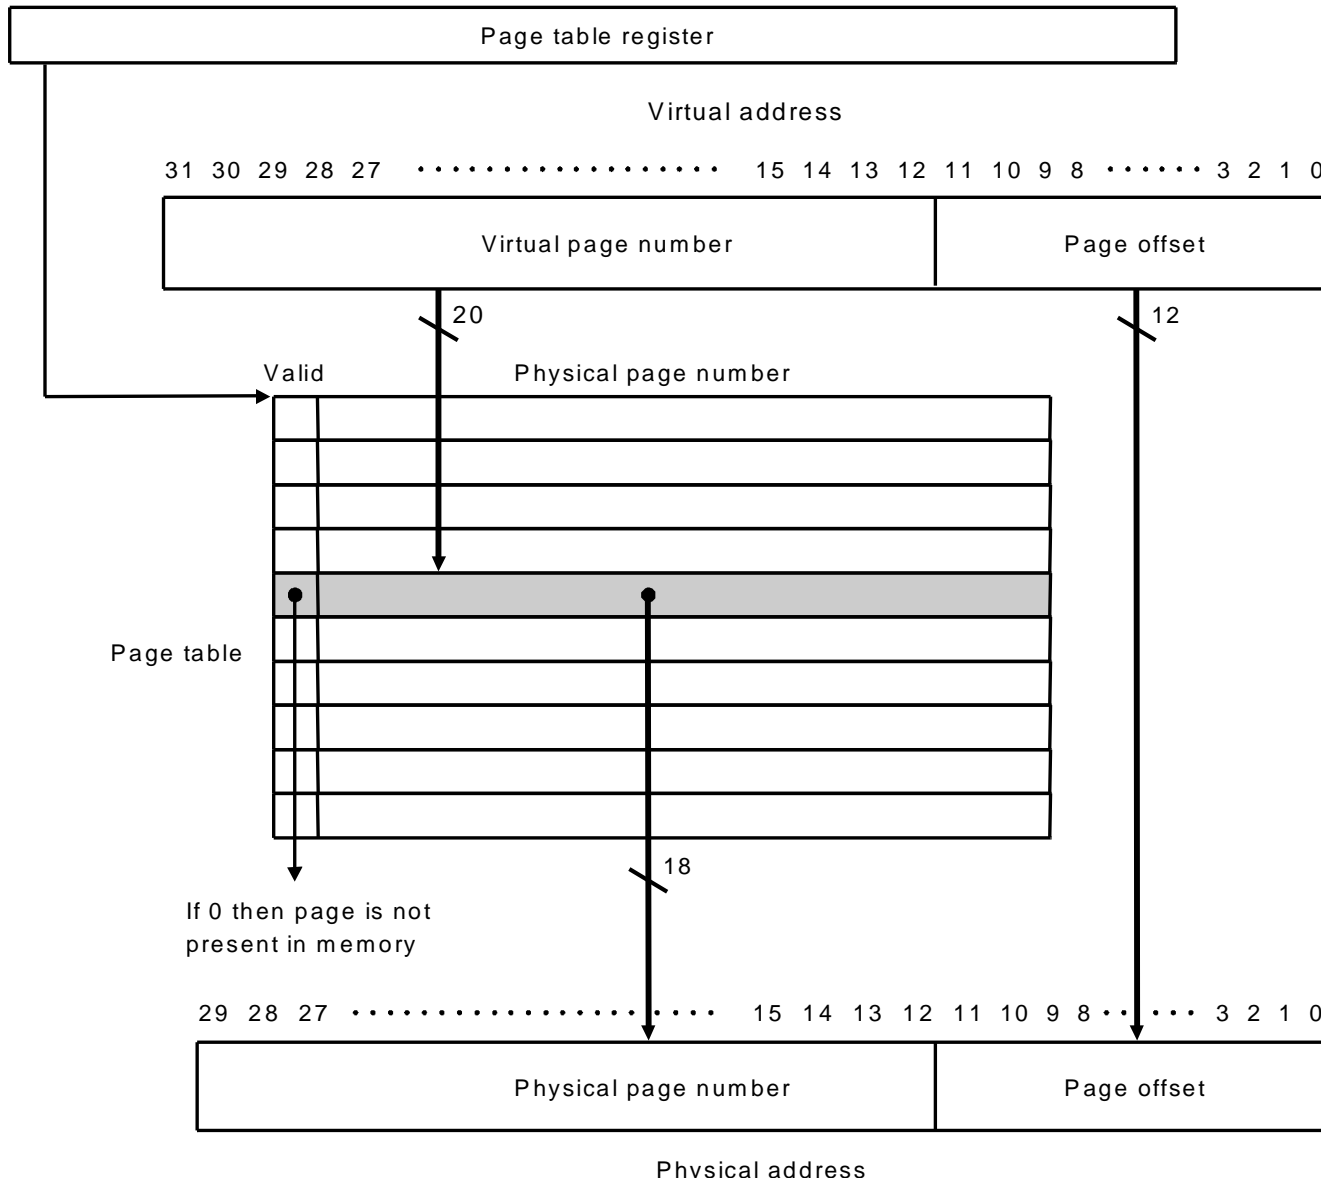 Page table register
Virtual address
31 30 29 28 27 ................. 15 14 13 12 11 10 9 8 ...... 3 2 1 0
Virtual page number Page offset
20 12
Valid Physical page number
Page table
18
If 0 then page is not
present in memory
29 28 27 ...................... 15 14 13 12 11 10 9 8 ...... 3 2 1 0
Physical page number Page offset
Physical address